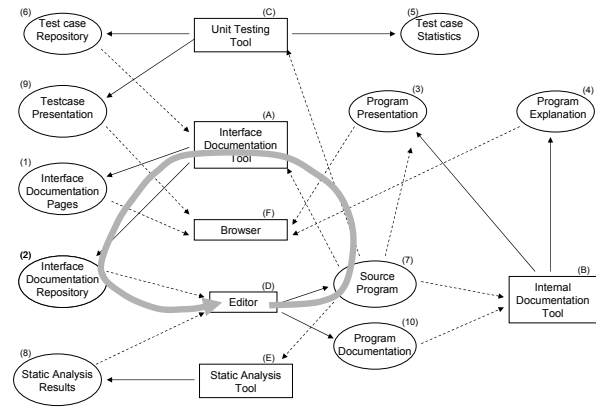 (6)
Test case
Repository
(C)
Unit Testing
Tool
(5)
Test case
Statistics
(9)
Testcase
Presentation
(A)
Interface
Documentation
Tool
(3)
Program
Presentation
(4)
Program
Explanation
(1)
Interface
Documentation
Pages
(F)
Browser
(2)
Interface
Documentation
Repository
(D)
Editor
(7)
Source
Program
(B)
Internal
Documentation
Tool
(10)
Program
Documentation
(8)
Static Analysis
Results
(E)
Static Analysis
Tool